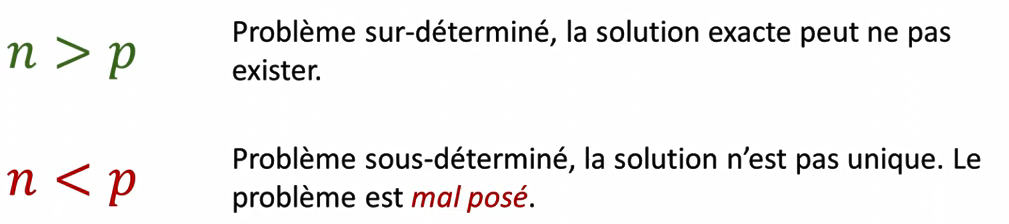 n > p
Problème sur-déterminé, la solution exacte peut ne pas
exister.
n < p
Problème sous-déterminé, la solution n’est pas unique. Le
problème est mal posé.